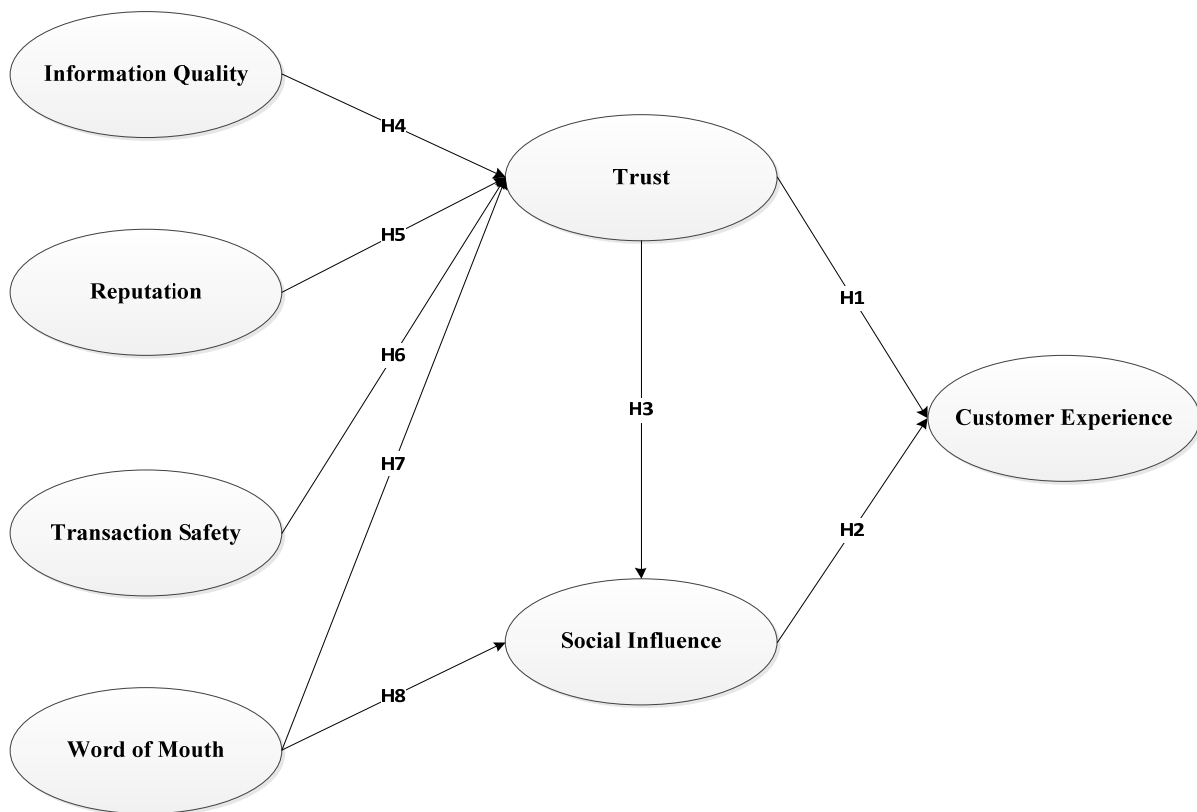 Information Quality
H4
Trust
H5
Reputation
H1
H6
H3
Customer Experience
H7
Transaction Safety
H2
Social Influence
H8
Word of Mouth